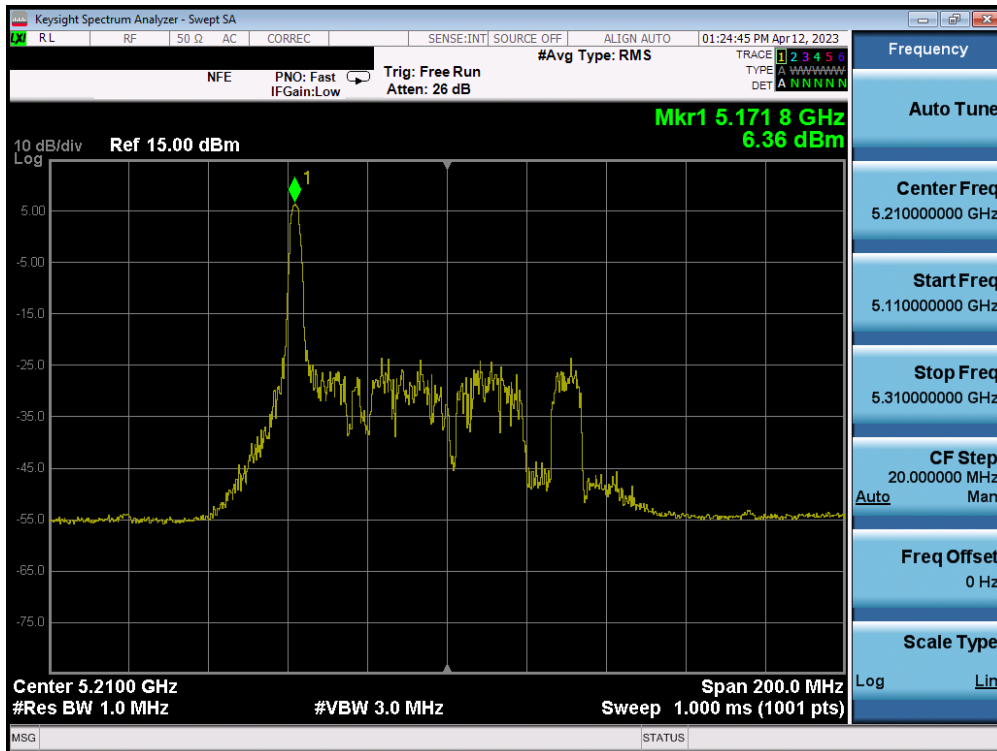 Keysight Spectrum Analyzer - Swept SA
LXI RL RF 50 Ω AC CORREC SENSE:INT SOURCE OFF ALIGN AUTO 01:24:45 PM Apr 12, 2023
NFE PNO: Fast Trig: Free Run #Avg Type: RMS TRACE 1 2 3 4 5 6
IFGain:Low Atten: 26 dB TYPE A WWWWW
DET A N N N N N
Mkr1 5.171 8 GHz
6.36 dBm
10 dB/div Ref 15.00 dBm
Log
1
5.00
-5.00
-15.0
-25.0
-35.0
-45.0
-55.0
-65.0
-75.0
Center 5.2100 GHz Span 200.0 MHz
#Res BW 1.0 MHz #VBW 3.0 MHz Sweep 1.000 ms (1001 pts)
MSG STATUS
Frequency
Auto Tune
Center Freq
5.210000000 GHz
Start Freq
5.110000000 GHz
Stop Freq
5.310000000 GHz
CF Step
20.000000 MHz
Auto Man
Freq Offset
0 Hz
Scale Type
Log Lin